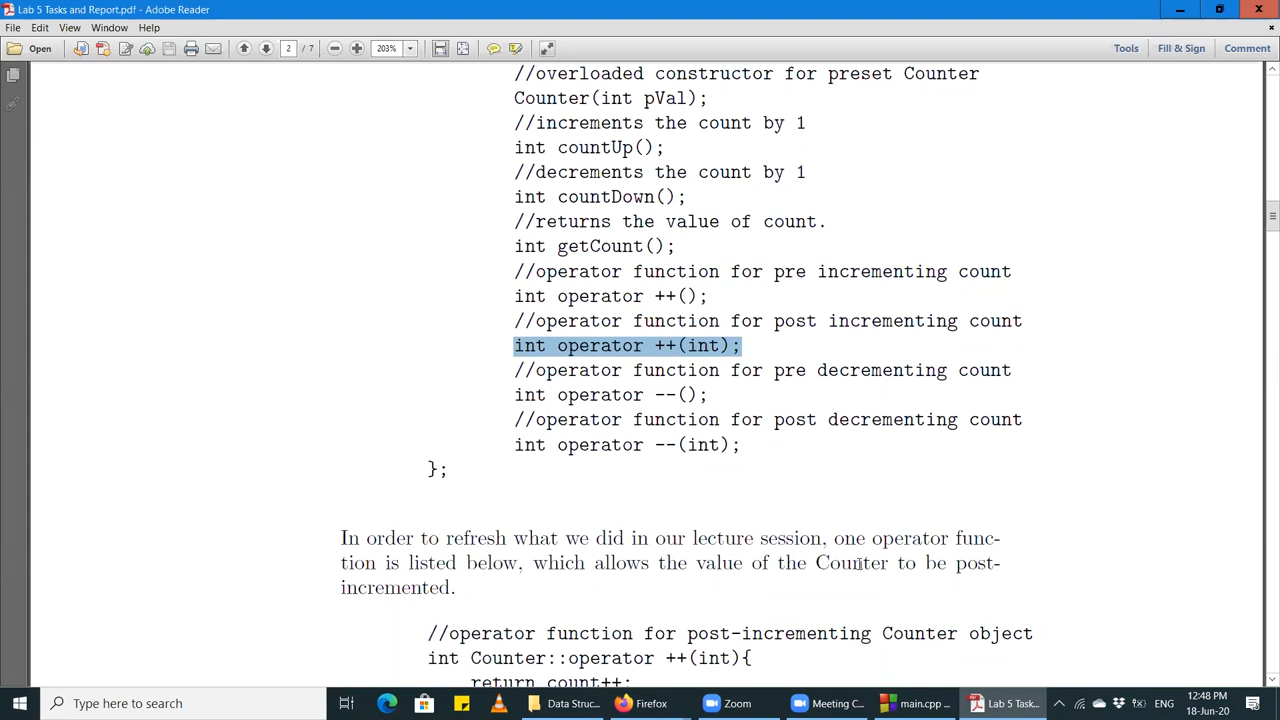 Lab 5 Tasks and Report.pdf - Adobe Reader
File Edit View Window Help
Open 2 / 7 203% Tools Fill & Sign Comment
//overloaded constructor for preset Counter
Counter(int pVal);
//increments the count by 1
int countUp();
//decrements the count by 1
int countDown();
//returns the value of count.
int getCount();
//operator function for pre incrementing count
int operator ++();
//operator function for post incrementing count
int operator ++(int);
//operator function for pre decrementing count
int operator --();
//operator function for post decrementing count
int operator --(int);
};
In order to refresh what we did in our lecture session, one operator func-
tion is listed below, which allows the value of the Counter to be post-
incremented.
//operator function for post-incrementing Counter object
int Counter::operator ++(int){
return count++;
Type here to search Data Struc... Firefox Zoom Meeting C... main.cpp ... Lab 5 Task... ENG 12:48 PM
18-Jun-20